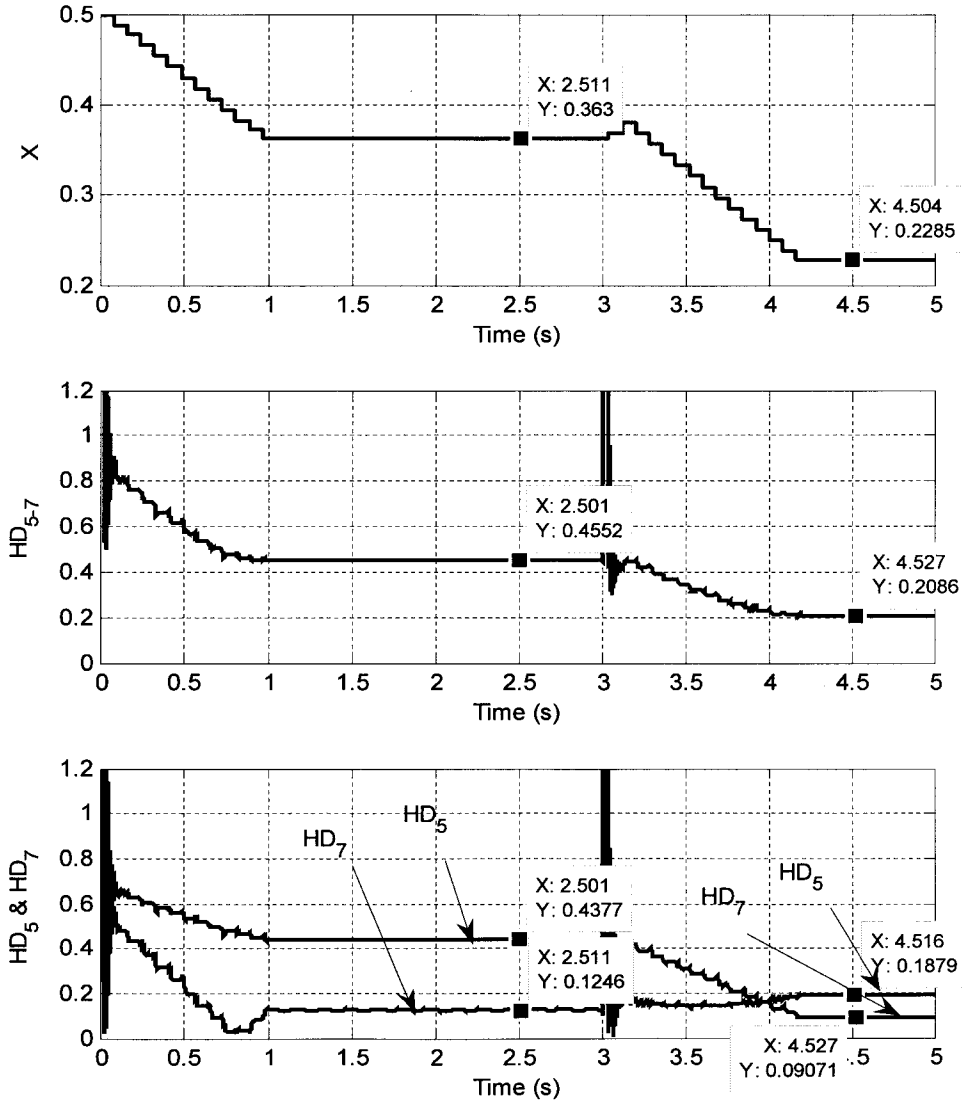 0.5
0.4
0.3
0.2
X
X: 2.511
Y: 0.363
X: 4.504
Y: 0.2285
0 0.5 1 1.5 2 2.5 3 3.5 4 4.5 5
Time (s)
1.2
1
0.8
0.6
0.4
0.2
0
HD5-7
X: 2.501
Y: 0.4552
X: 4.527
Y: 0.2086
0 0.5 1 1.5 2 2.5 3 3.5 4 4.5 5
Time (s)
1.2
1
0.8
0.6
0.4
0.2
0
HD5 & HD7
HD7
HD5
X: 2.501
Y: 0.4377
X: 2.511
Y: 0.1246
HD7
HD5
X: 4.516
Y: 0.1879
X: 4.527
Y: 0.09071
0 0.5 1 1.5 2 2.5 3 3.5 4 4.5 5
Time (s)